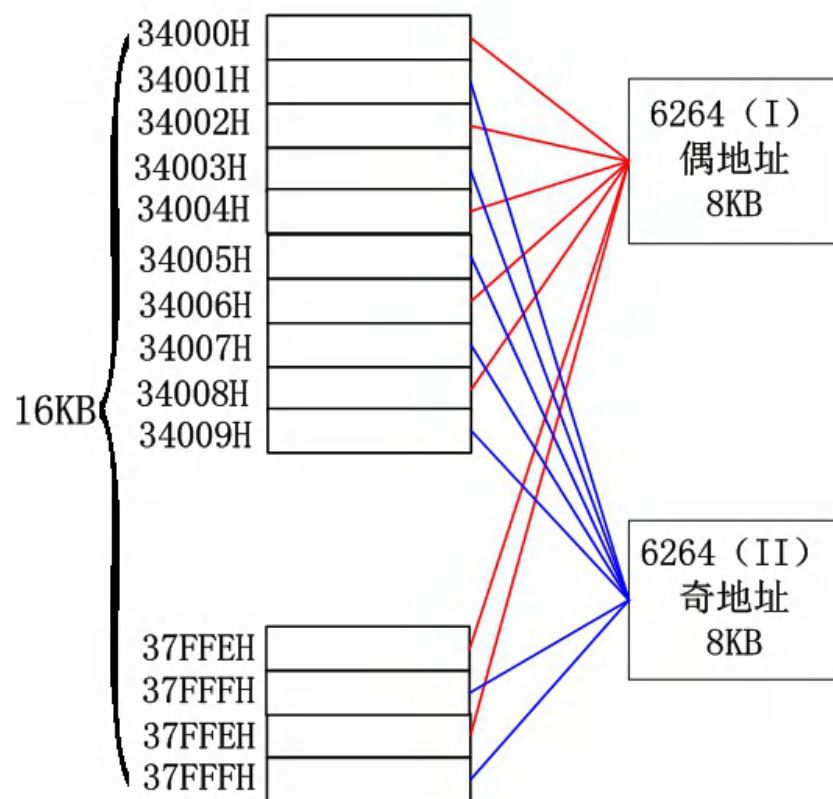 34000H
34001H
34002H
34003H
34004H
34005H
34006H
34007H
34008H
34009H
16KB
37FFEH
37FFFH
37FFEH
37FFFH
6264（I）
偶地址
8KB
6264（II）
奇地址
8KB